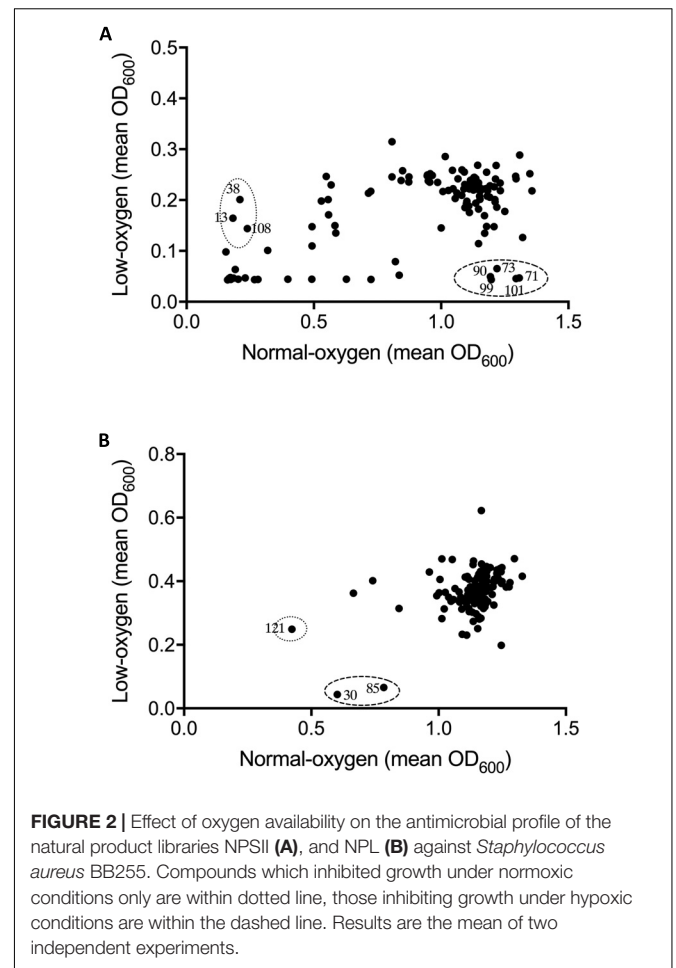 A
0.5
0.4
0.3
0.2
0.1
0.0
Low-oxygen (mean OD600)
38
13
108
90
73
71
99
101
0.0 0.5 1.0 1.5
Normal-oxygen (mean OD600)
B
0.8
0.6
0.4
0.2
0.0
Low-oxygen (mean OD600)
121
30
85
0.0 0.5 1.0 1.5
Normal-oxygen (mean OD600)
FIGURE 2 | Effect of oxygen availability on the antimicrobial profile of the
natural product libraries NPSII (A), and NPL (B) against Staphylococcus
aureus BB255. Compounds which inhibited growth under normoxic
conditions only are within dotted line, those inhibiting growth under hypoxic
conditions are within the dashed line. Results are the mean of two
independent experiments.